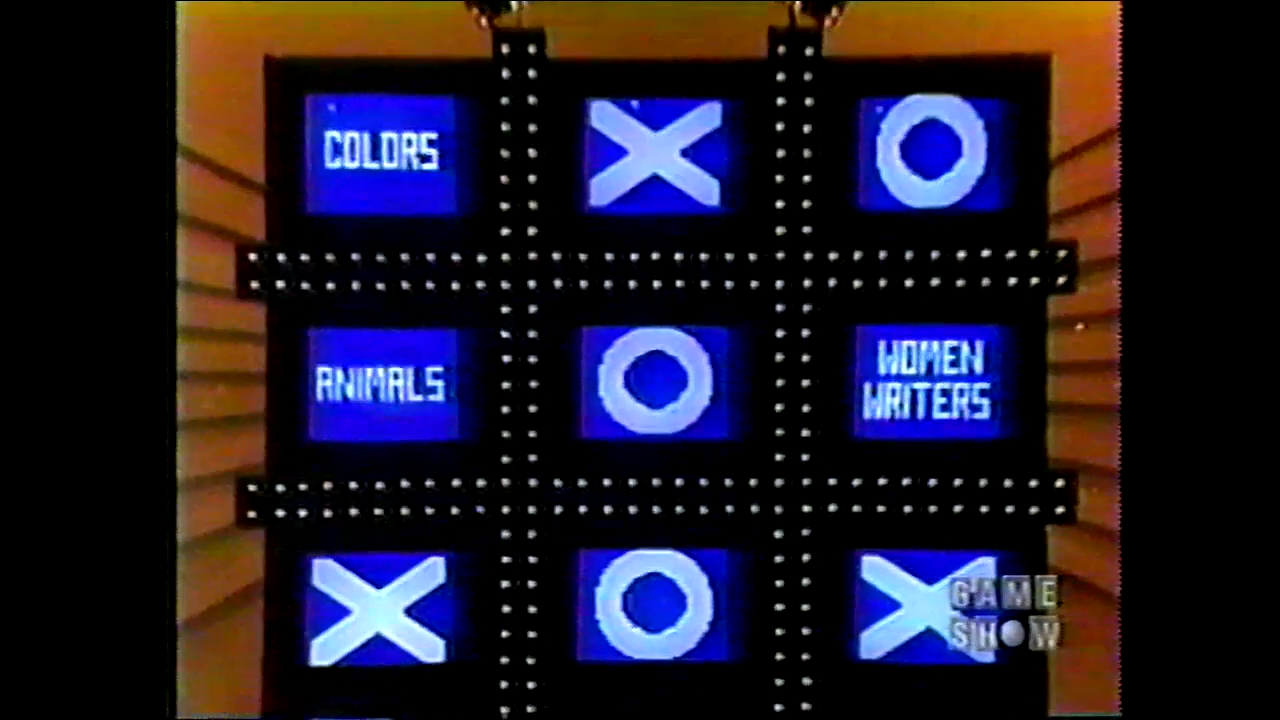 COLORS
X
O
ANIMALS
O
WOMEN
WRITERS
X
O
X
GAME
SHOW